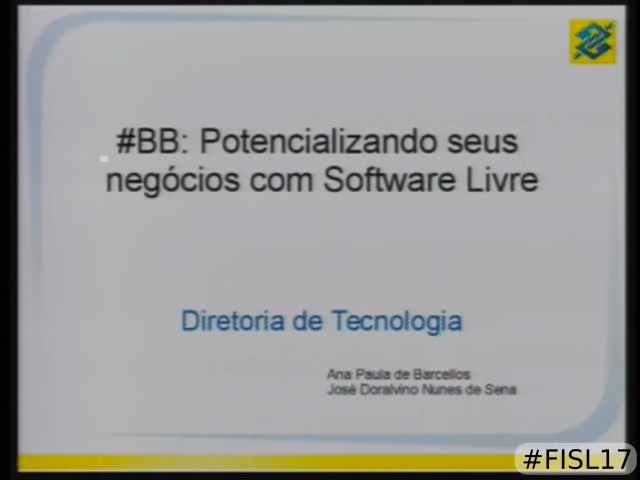 #BB: Potencializando seus
negócios com Software Livre
Diretoria de Tecnologia
Ana Paula de Barcellos
José Doralvino Nunes de Sena
#FISL17